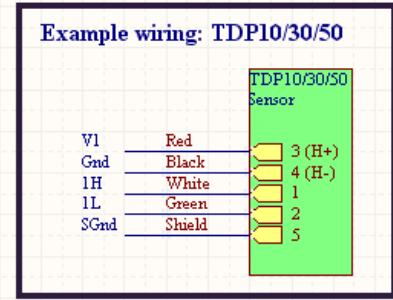 Example wiring: TDP10/30/50
TDP10/30/50
Sensor
V1 Red 3 (H+)
Gnd Black 4 (H-)
1H White 1
1L Green 2
SGnd Shield 5